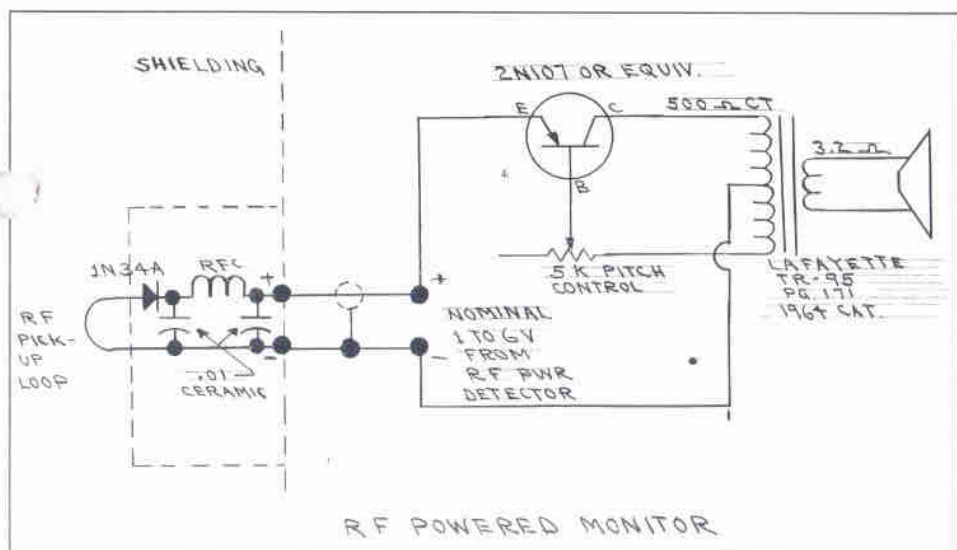 SHIELDING
2N107 OR EQUIV.
E
C
B
500 Ω CT
3.2 Ω
1N34A
RFC
+
+
5 K PITCH
CONTROL
LAFAYETTE
TR-95
PG. 171
1964 CAT.
RF
PICK-
UP
LOOP
-
-
.01
CERAMIC
NOMINAL
1 TO 6V
FROM
RF PWR
DETECTOR
RF POWERED MONITOR